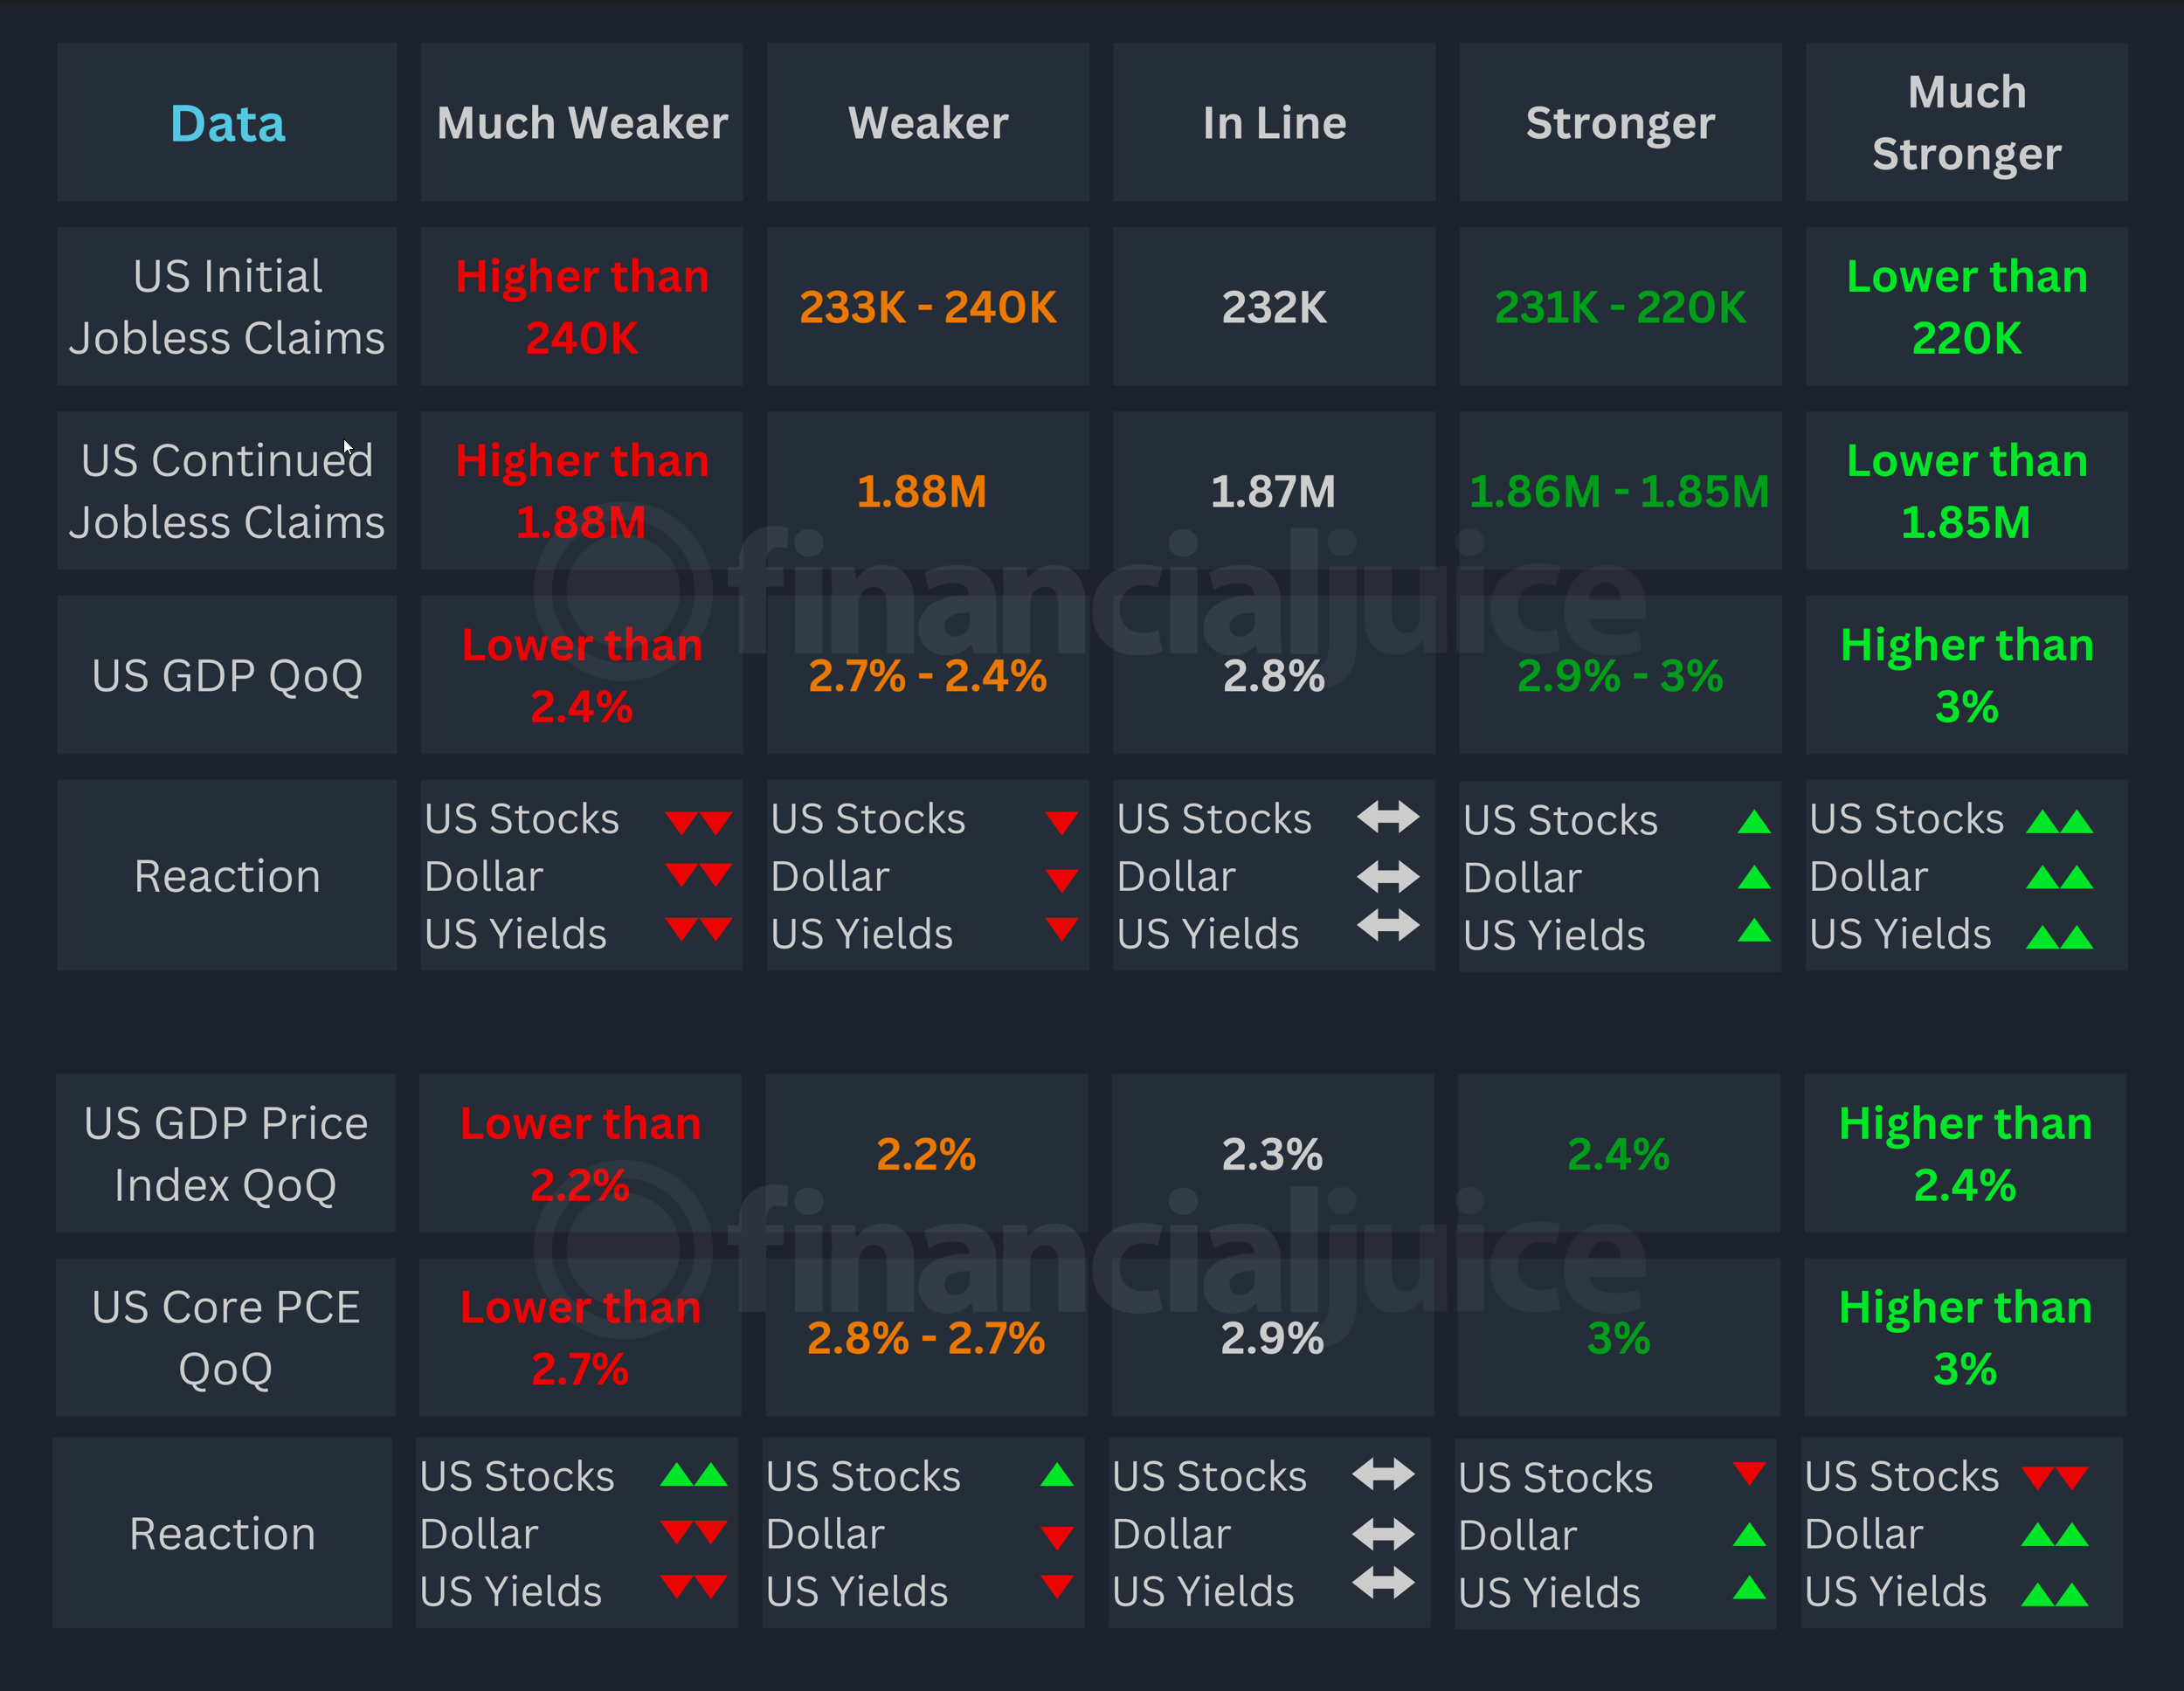 Data
Much Weaker
Weaker
In Line
Stronger
Much
Stronger
US Initial
Jobless Claims
Higher than
240K
233K - 240K
232K
231K - 220K
Lower than
220K
US Continued
Jobless Claims
Higher than
1.88M
1.88M
1.87M
1.86M - 1.85M
Lower than
1.85M
US GDP QoQ
Lower than
2.4%
2.7% - 2.4%
2.8%
2.9% - 3%
Higher than
3%
Reaction
US Stocks
Dollar
US Yields
US Stocks
Dollar
US Yields
US Stocks
Dollar
US Yields
US Stocks
Dollar
US Yields
US Stocks
Dollar
US Yields
financialjuice
US GDP Price
Index QoQ
Lower than
2.2%
2.2%
2.3%
2.4%
Higher than
2.4%
US Core PCE
QoQ
Lower than
2.7%
2.8% - 2.7%
2.9%
3%
Higher than
3%
Reaction
US Stocks
Dollar
US Yields
US Stocks
Dollar
US Yields
US Stocks
Dollar
US Yields
US Stocks
Dollar
US Yields
US Stocks
Dollar
US Yields
financialjuice